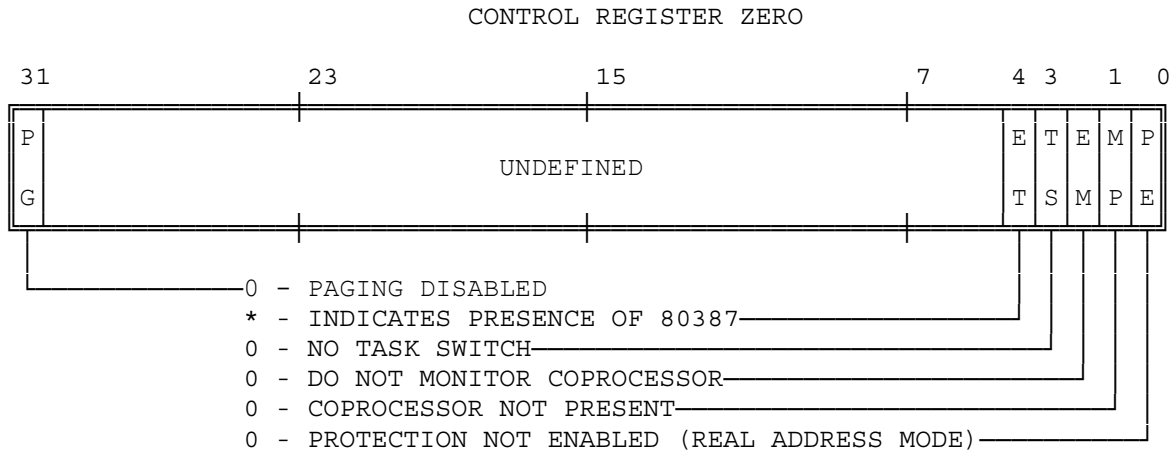 CONTROL REGISTER ZERO
31 23 15 7 4 3 1 0
P E T E M P
UNDEFINED
G T S M P E
0 - PAGING DISABLED
* - INDICATES PRESENCE OF 80387
0 - NO TASK SWITCH
0 - DO NOT MONITOR COPROCESSOR
0 - COPROCESSOR NOT PRESENT
0 - PROTECTION NOT ENABLED (REAL ADDRESS MODE)